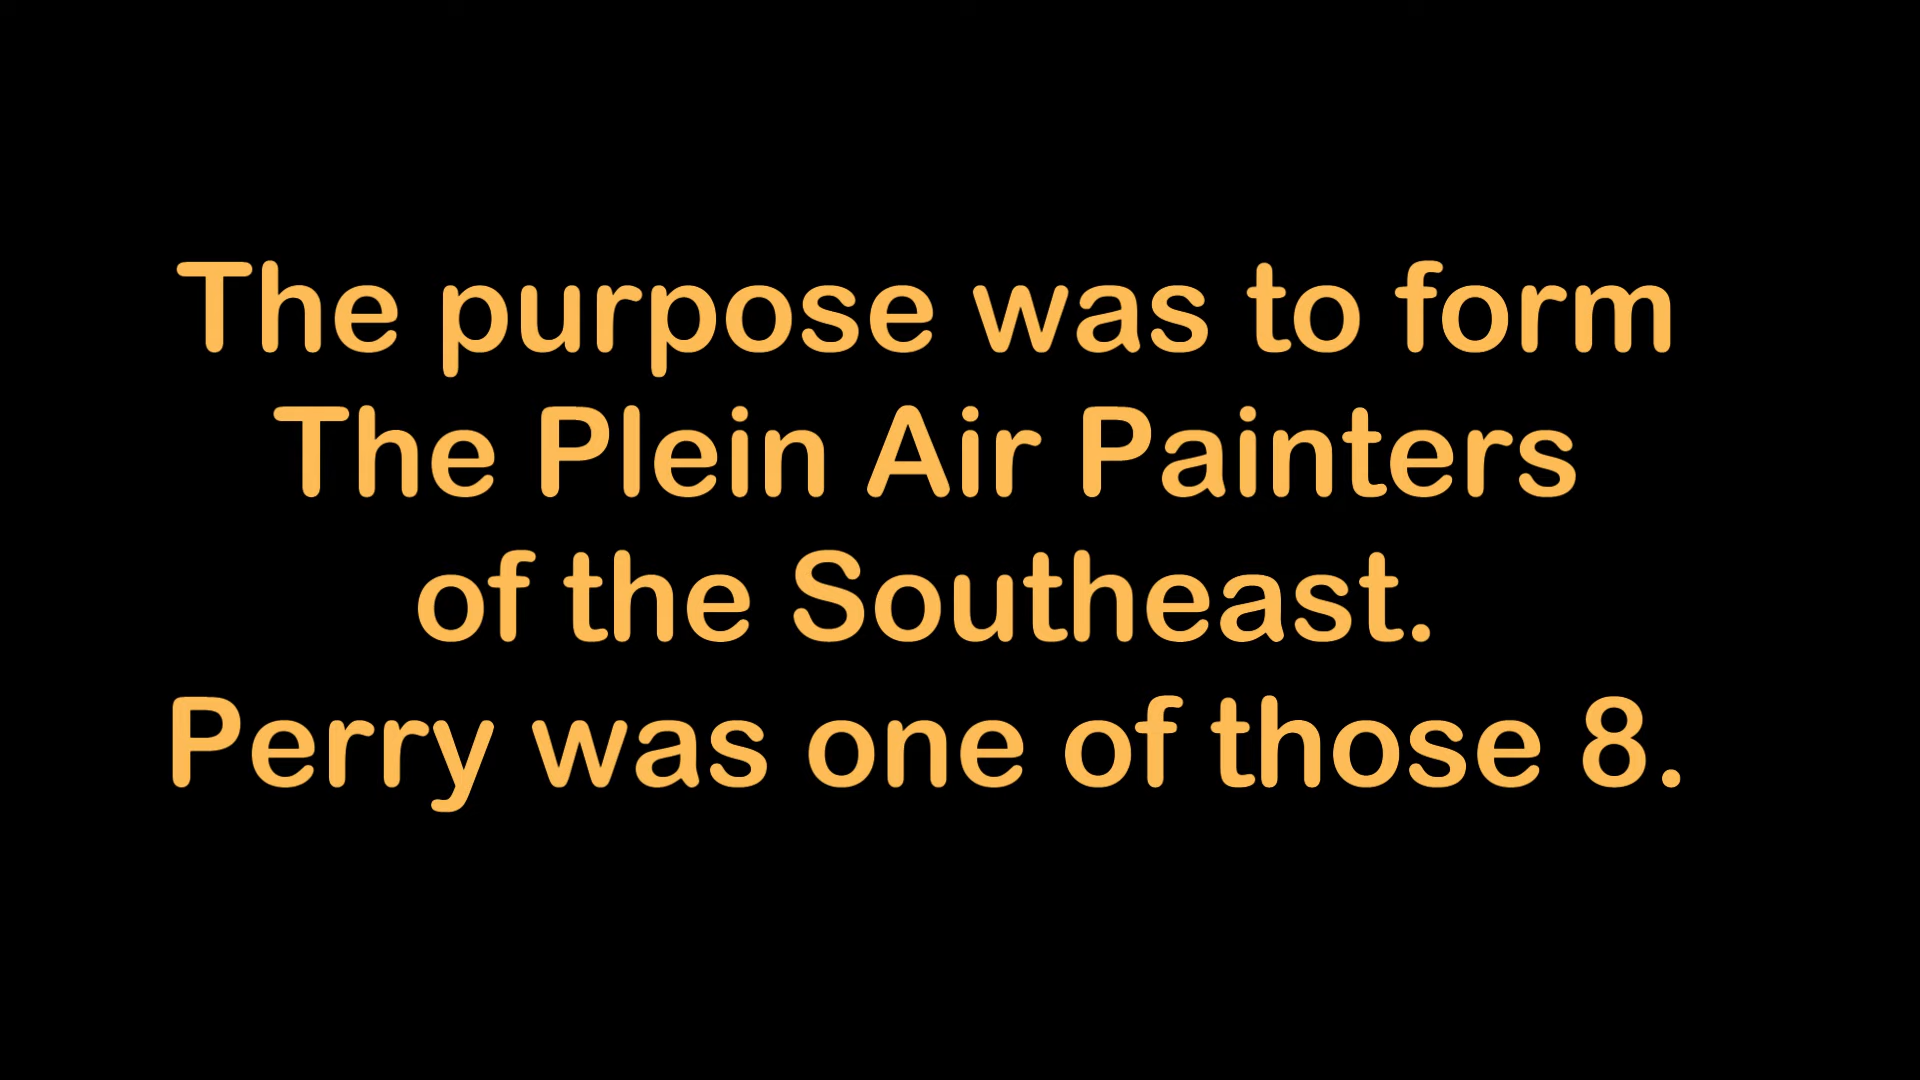 The purpose was to form
The Plein Air Painters
of the Southeast.
Perry was one of those 8.